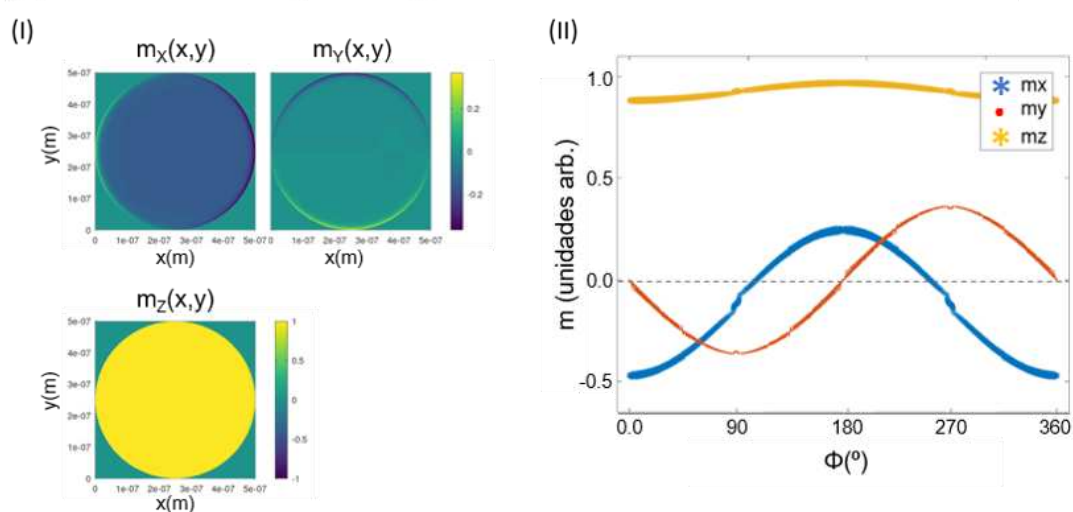 (I)
mX(x,y)
mY(x,y)
5e-07
4e-07
3e-07
2e-07
1e-07
0
y(m)
0 1e-07 2e-07 3e-07 4e-07 5e-07
x(m)
0 1e-07 2e-07 3e-07 4e-07 5e-07
x(m)
0.2
0
-0.2
mZ(x,y)
5e-07
4e-07
3e-07
2e-07
1e-07
0
y(m)
0 1e-07 2e-07 3e-07 4e-07 5e-07
x(m)
1
0.5
0
-0.5
-1
(II)
1.0
0.5
0.0
-0.5
m (unidades arb.)
mx
my
mz
0.0 90 180 270 360
Φ(º)